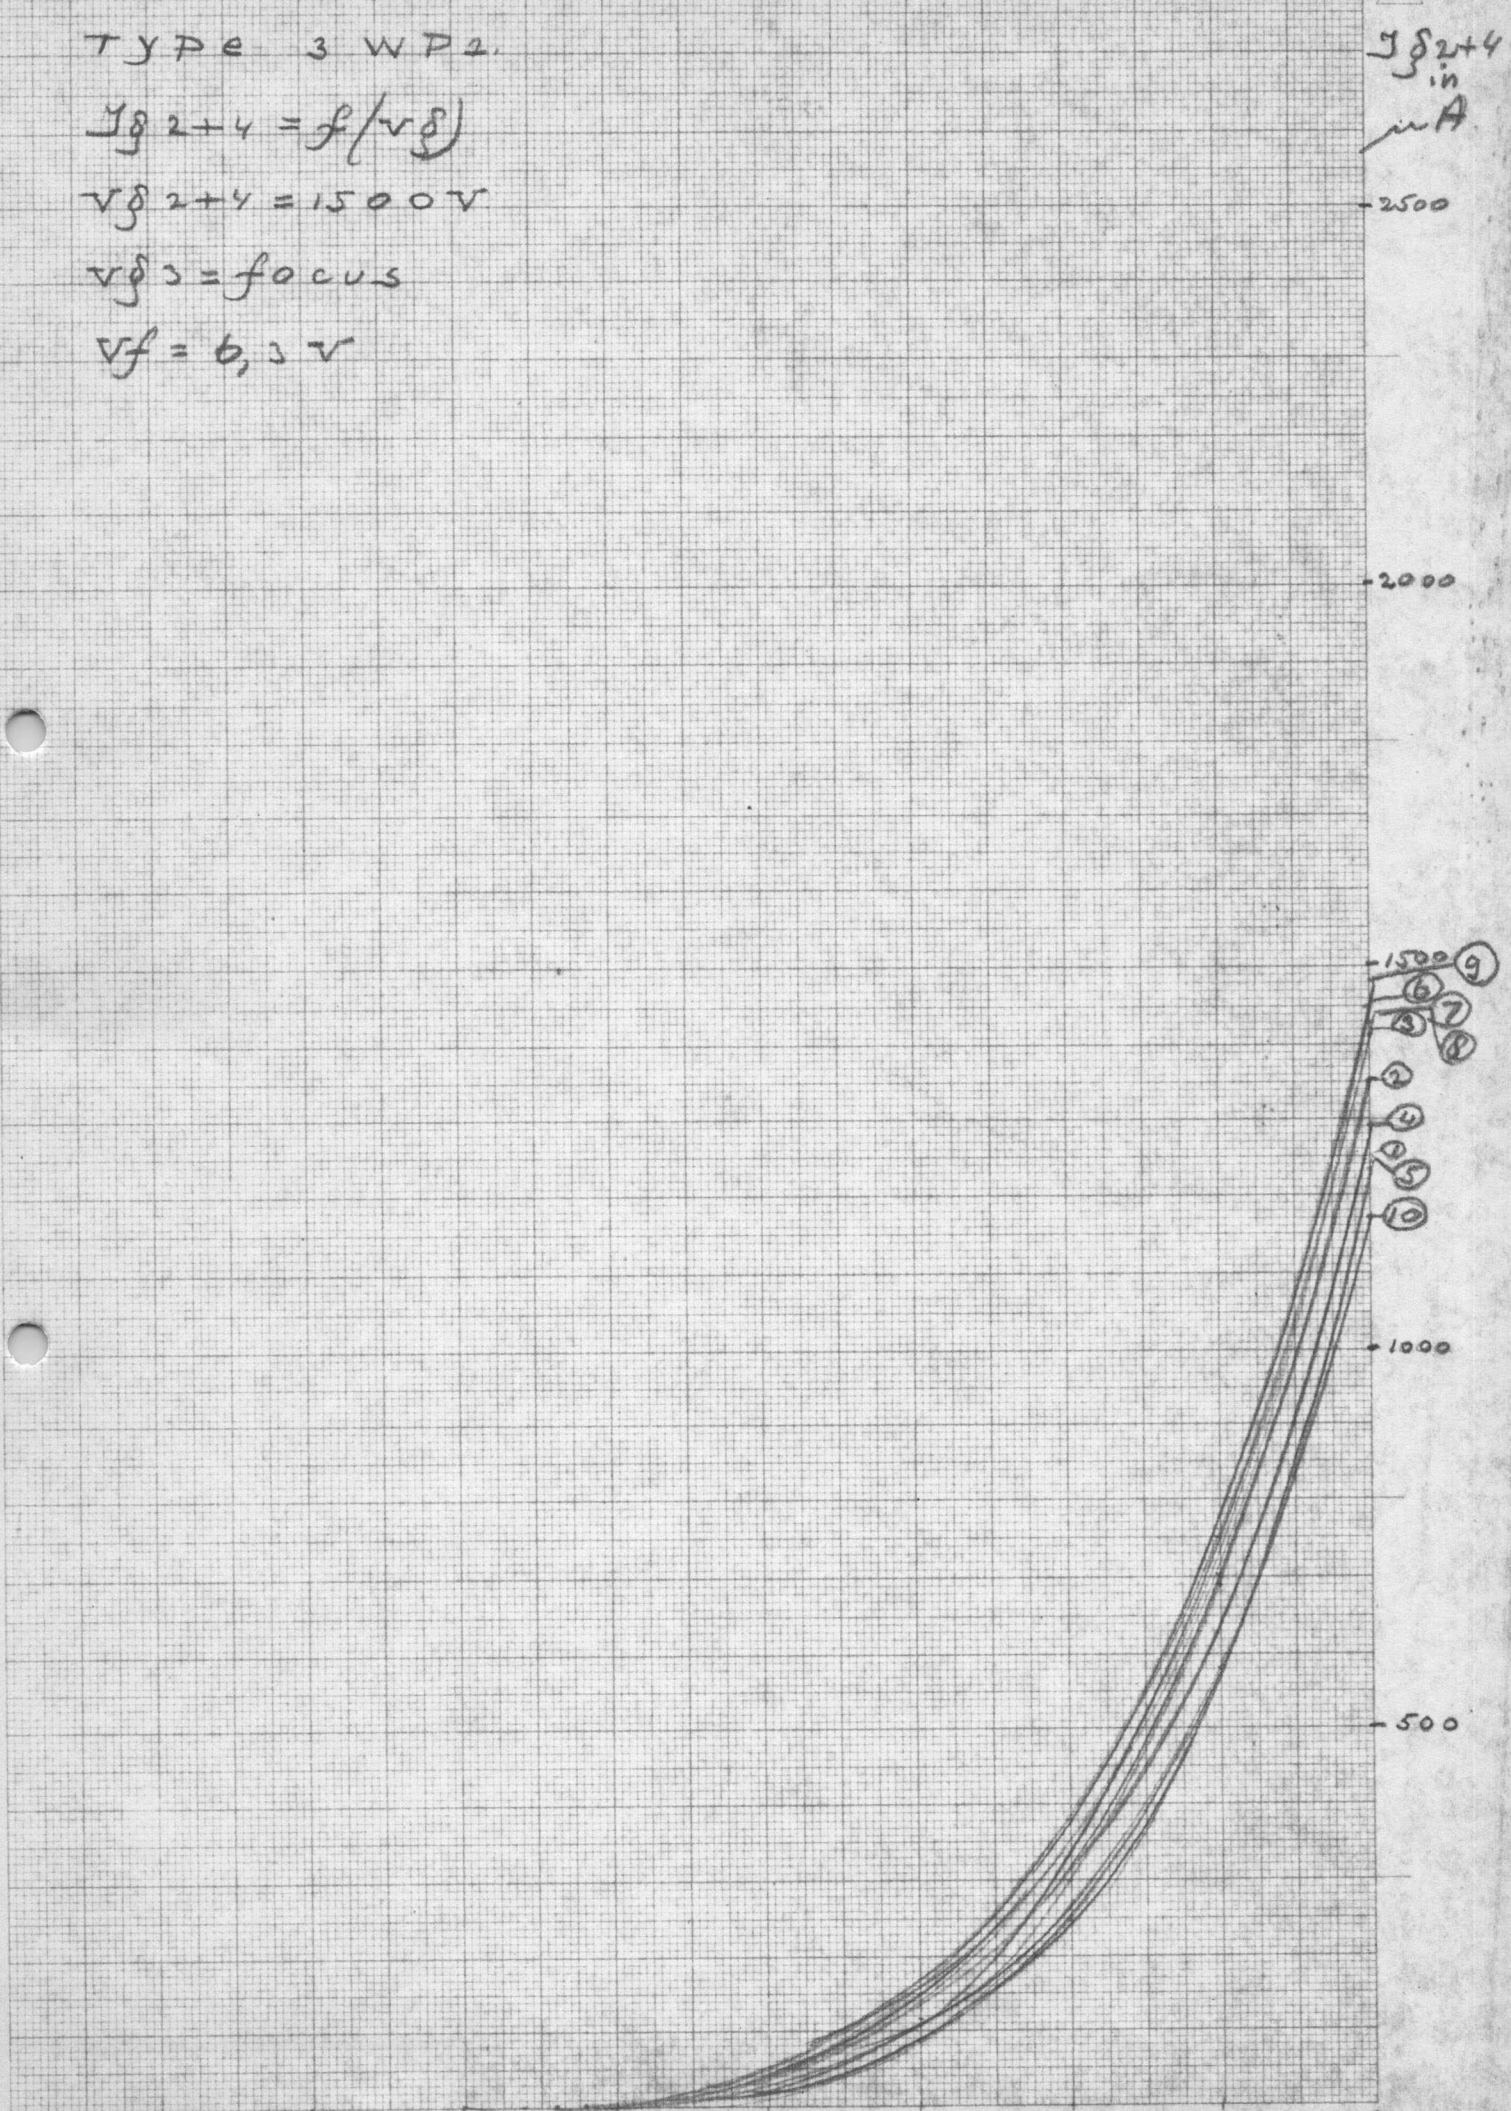 Type 3 WP2.
Ig 2+4 = f(vg)
Vg 2+4 = 1500 V
Vg 3 = focus
Vf = 6,3 V
Ig 2+4
in
μA
2500
2000
1500 9
6
7
3
8
2
4
1
5
10
1000
500